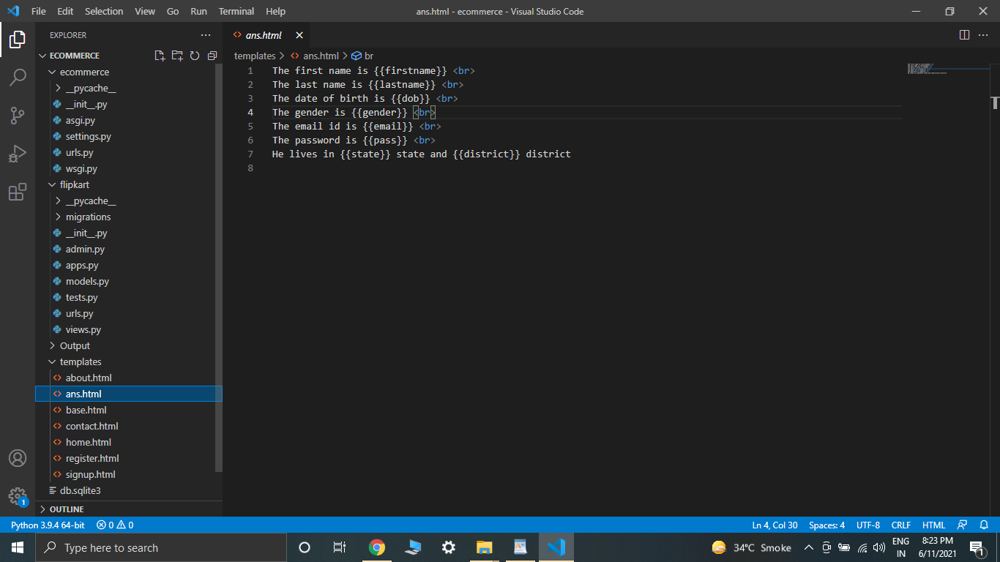 File Edit Selection View Go Run Terminal Help
ans.html - ecommerce - Visual Studio Code
EXPLORER
ECOMMERCE
ecommerce
__pycache__
__init__.py
asgi.py
settings.py
urls.py
wsgi.py
flipkart
__pycache__
migrations
__init__.py
admin.py
apps.py
models.py
tests.py
urls.py
views.py
Output
templates
about.html
ans.html
base.html
contact.html
home.html
register.html
signup.html
db.sqlite3
OUTLINE
ans.html
templates > ans.html > br
1 The first name is {{firstname}} <br>
2 The last name is {{lastname}} <br>
3 The date of birth is {{dob}} <br>
4 The gender is {{gender}} <br>
5 The email id is {{email}} <br>
6 The password is {{pass}} <br>
7 He lives in {{state}} state and {{district}} district
8
1
Python 3.9.4 64-bit 0 0 Ln 4, Col 30 Spaces: 4 UTF-8 CRLF HTML
Type here to search
34°C Smoke
ENG
IN
8:23 PM
6/11/2021
1